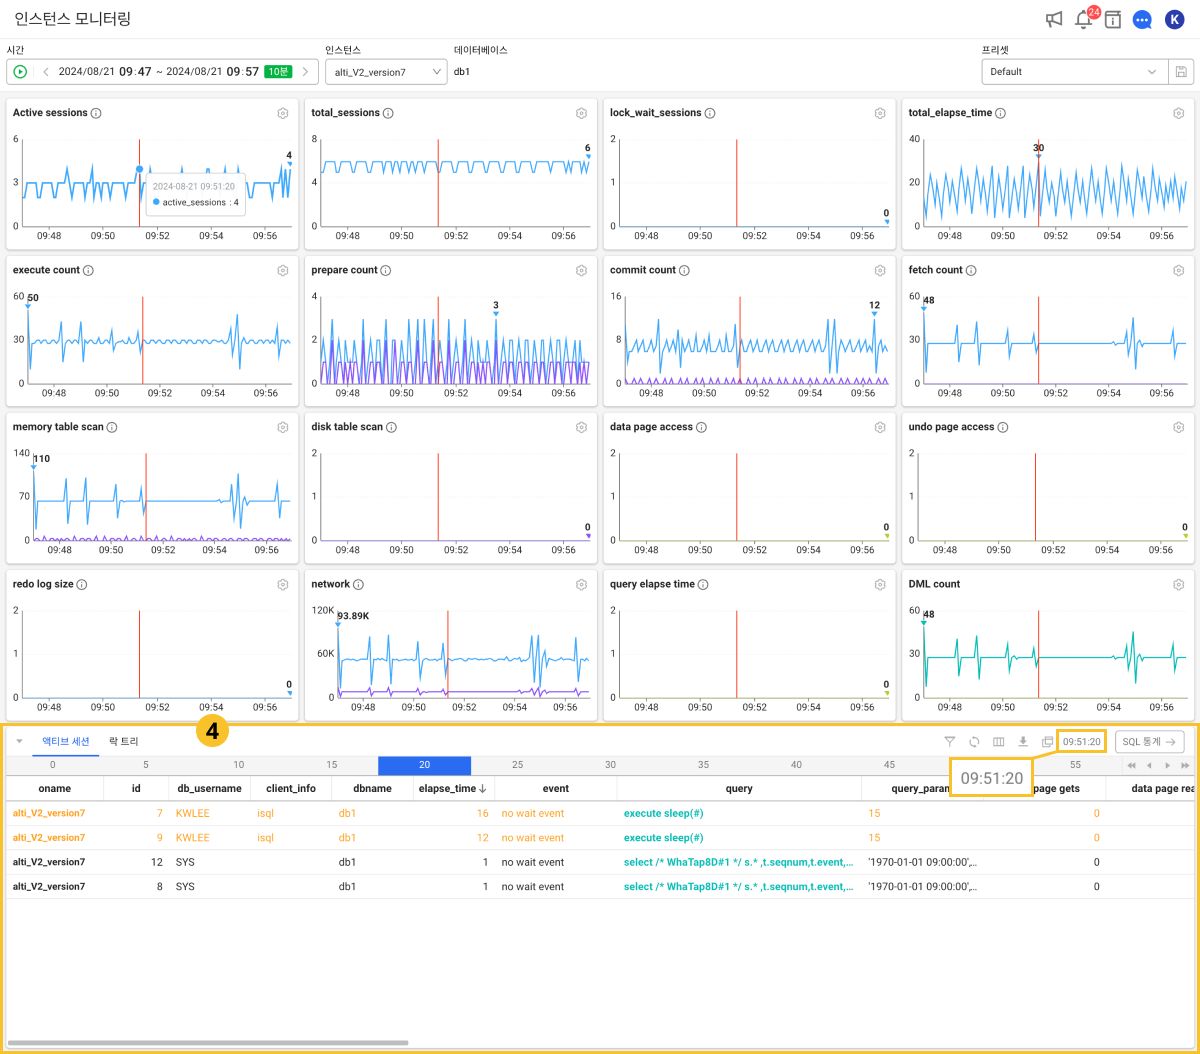 인스턴스 모니터링
24
K
시간
인스턴스
데이터베이스
프리셋
2024/08/21 09:47 ~ 2024/08/21 09:57 10분
alti_V2_version7
db1
Default
Active sessions
6
3
0
4
2024-08-21 09:51:20
active_sessions : 4
09:48 09:50 09:52 09:54 09:56
total_sessions
8
4
0
6
09:48 09:50 09:52 09:54 09:56
lock_wait_sessions
2
1
0
0
09:48 09:50 09:52 09:54 09:56
total_elapse_time
40
20
0
30
09:48 09:50 09:52 09:54 09:56
execute count
60
30
0
50
09:48 09:50 09:52 09:54 09:56
prepare count
4
2
0
3
09:48 09:50 09:52 09:54 09:56
commit count
16
8
0
12
09:48 09:50 09:52 09:54 09:56
fetch count
60
30
0
48
09:48 09:50 09:52 09:54 09:56
memory table scan
140
70
0
110
09:48 09:50 09:52 09:54 09:56
disk table scan
2
1
0
0
09:48 09:50 09:52 09:54 09:56
data page access
2
1
0
0
09:48 09:50 09:52 09:54 09:56
undo page access
2
1
0
0
09:48 09:50 09:52 09:54 09:56
redo log size
2
1
0
0
09:48 09:50 09:52 09:54 09:56
network
120K
60K
0
93.89K
09:48 09:50 09:52 09:54 09:56
query elapse time
2
1
0
0
09:48 09:50 09:52 09:54 09:56
DML count
60
30
0
48
09:48 09:50 09:52 09:54 09:56
4
액티브 세션 락 트리
09:51:20
SQL 통계
0 5 10 15 20 25 30 35 40 45 55
09:51:20
oname id db_username client_info dbname elapse_time event query query_param page gets data page rea
alti_V2_version7 7 KWLEE isql db1 16 no wait event execute sleep(#) 15 0
alti_V2_version7 9 KWLEE isql db1 12 no wait event execute sleep(#) 15 0
alti_V2_version7 12 SYS db1 1 no wait event select /* WhaTap8D#1 */ s.* ,t.seqnum,t.event,... '1970-01-01 09:00:00',... 0
alti_V2_version7 8 SYS db1 1 no wait event select /* WhaTap8D#1 */ s.* ,t.seqnum,t.event,... '1970-01-01 09:00:00',... 0